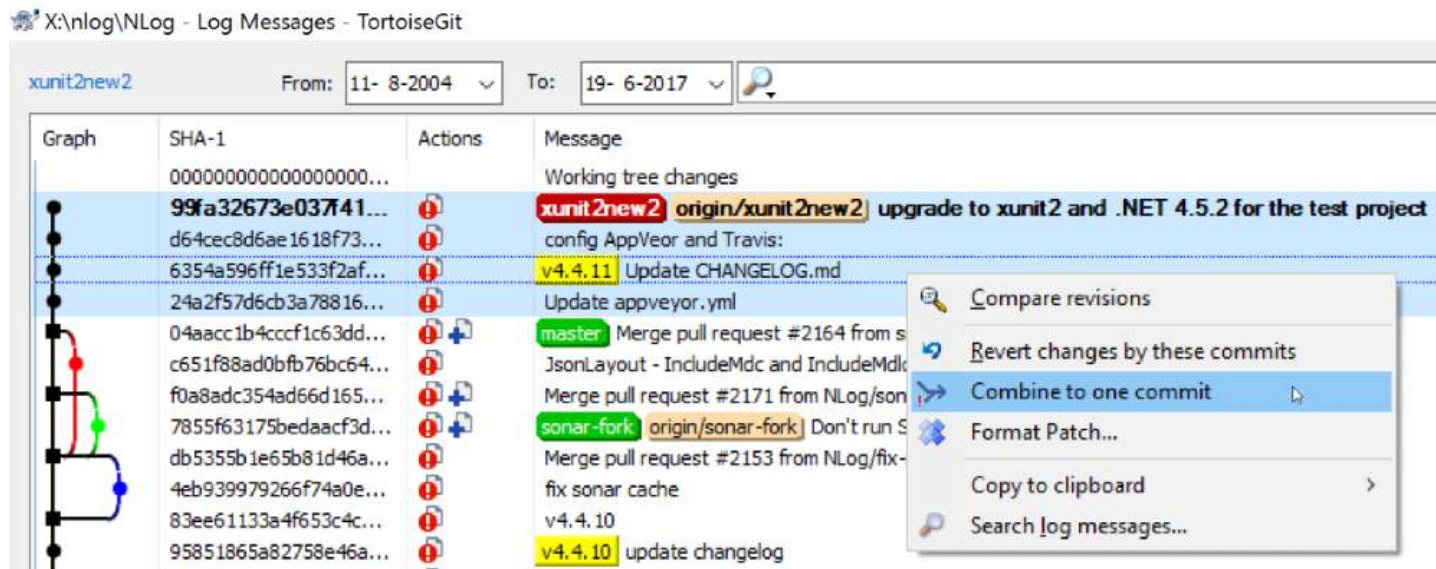 X:\nlog\NLog - Log Messages - TortoiseGit
xunit2new2 From: 11- 8-2004 To: 19- 6-2017
Graph SHA-1 Actions Message
000000000000000000... Working tree changes
99fa32673e037f41... xunit2new2 origin/xunit2new2 upgrade to xunit2 and .NET 4.5.2 for the test project
d64cec8d6ae1618f73... config AppVeor and Travis:
6354a596ff1e533f2af... v4.4.11 Update CHANGELOG.md
24a2f57d6cb3a78816... Update appveyor.yml
04aacc1b4cccf1c63dd... master Merge pull request #2164 from s
c651f88ad0bfb76bc64... JsonLayout - IncludeMdc and IncludeMdlc
f0a8adc354ad66d165... Merge pull request #2171 from NLog/son
7855f63175bedaacf3d... sonar-fork origin/sonar-fork Don't run S
db5355b1e65b81d46a... Merge pull request #2153 from NLog/fix-
4eb939979266f74a0e... fix sonar cache
83ee61133a4f653c4c... v4.4.10
95851865a82758e46a... v4.4.10 update changelog
Compare revisions
Revert changes by these commits
Combine to one commit
Format Patch...
Copy to clipboard
Search log messages...